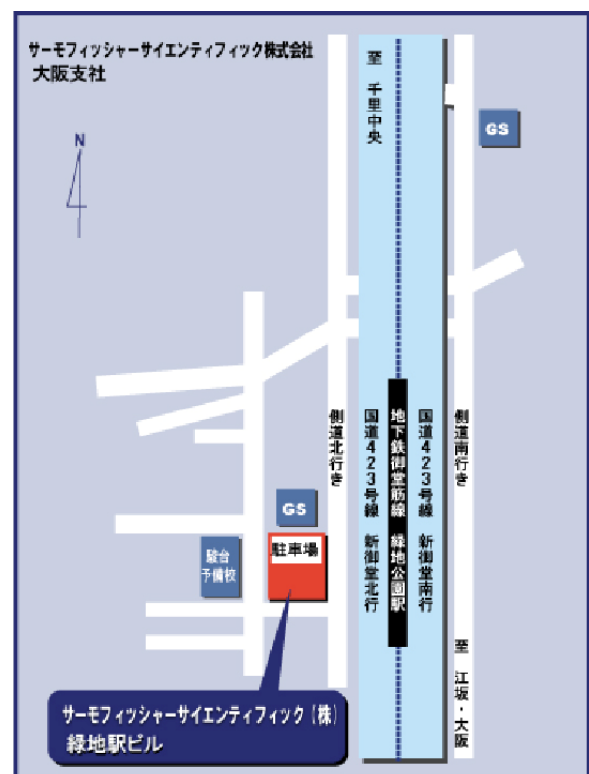 サーモフィッシャーサイエンティフィック株式会社
大阪支社
N
至 千里中央
GS
側道北行き
国道423号線 新御堂北行
地下鉄御堂筋線 緑地公園駅
国道423号線 新御堂南行
側道南行き
GS
駐車場
駿台
予備校
至 江坂・大阪
サーモフィッシャーサイエンティフィック(株)
緑地駅ビル